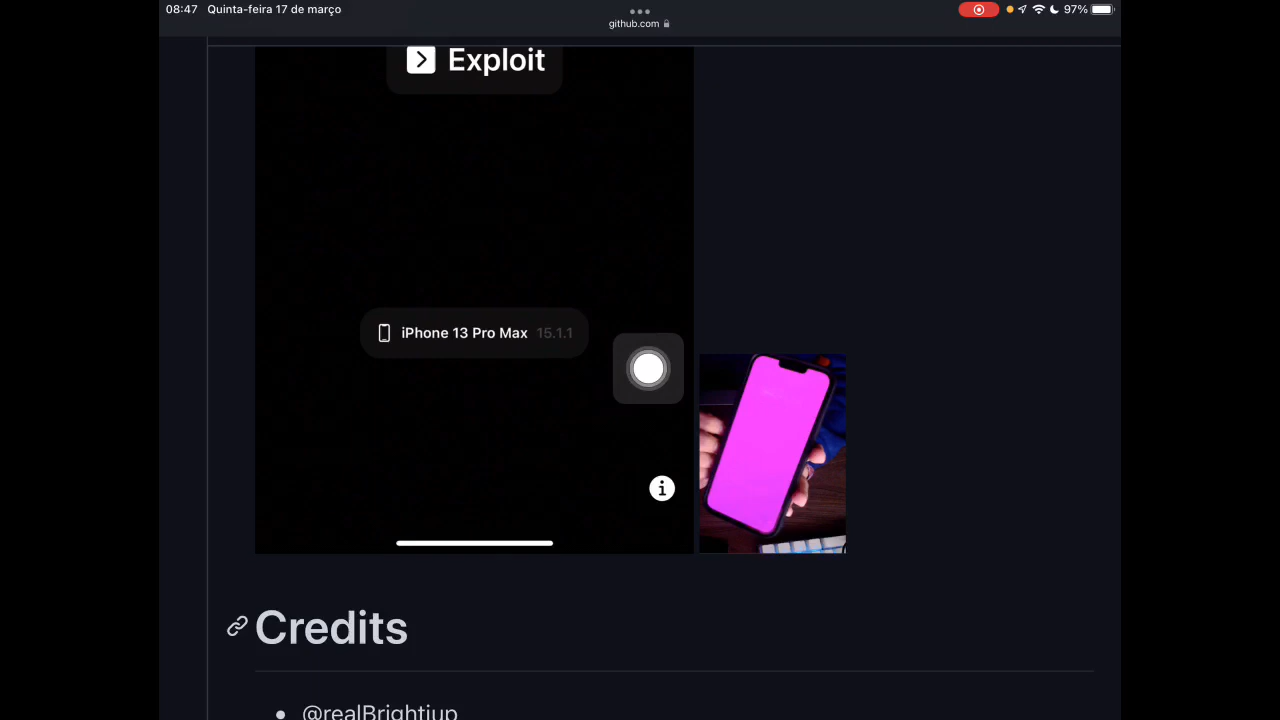 08:47 Quinta-feira 17 de março
97%
github.com
Exploit
iPhone 13 Pro Max 15.1.1
Credits
@realBrightiup